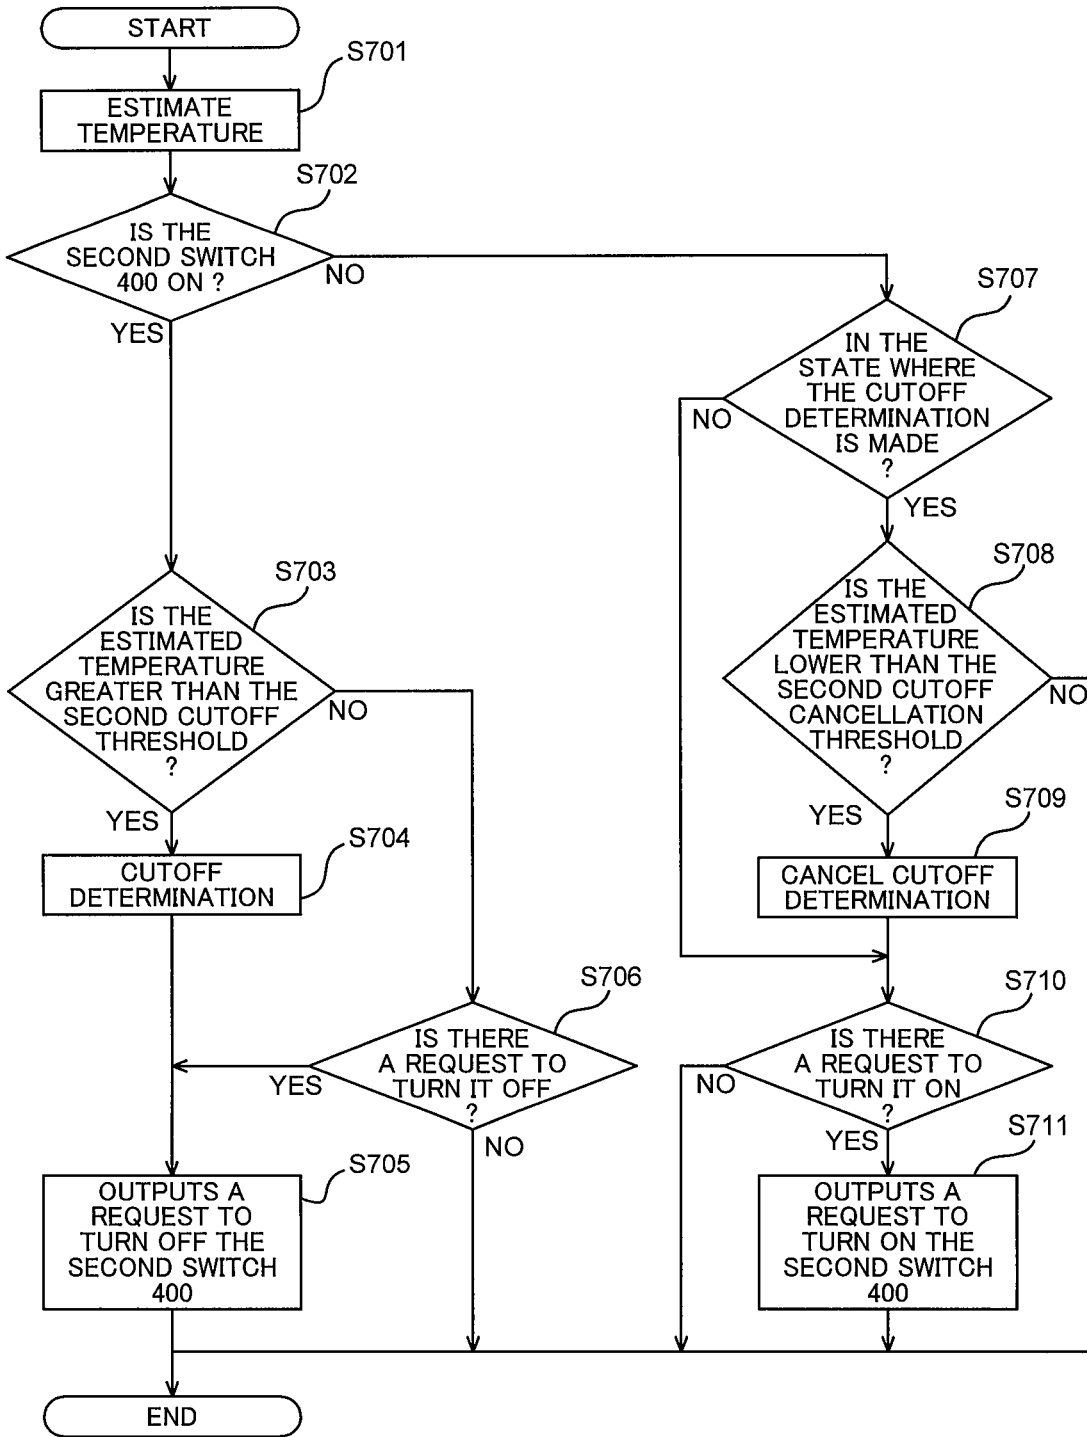 START
S701
ESTIMATE
TEMPERATURE
S702
IS THE
SECOND SWITCH
400 ON ?
NO
YES
S707
IN THE
STATE WHERE
THE CUTOFF
DETERMINATION
IS MADE
?
NO
YES
S703
IS THE
ESTIMATED
TEMPERATURE
GREATER THAN THE
SECOND CUTOFF
THRESHOLD
?
NO
YES
S708
IS THE
ESTIMATED
TEMPERATURE
LOWER THAN THE
SECOND CUTOFF
CANCELLATION
THRESHOLD
?
NO
YES
S704
CUTOFF
DETERMINATION
S709
CANCEL CUTOFF
DETERMINATION
S706
IS THERE
A REQUEST TO
TURN IT OFF
?
YES
NO
S710
IS THERE
A REQUEST TO
TURN IT ON
?
NO
YES
S705
OUTPUTS A
REQUEST TO
TURN OFF THE
SECOND SWITCH
400
S711
OUTPUTS A
REQUEST TO
TURN ON THE
SECOND SWITCH
400
END